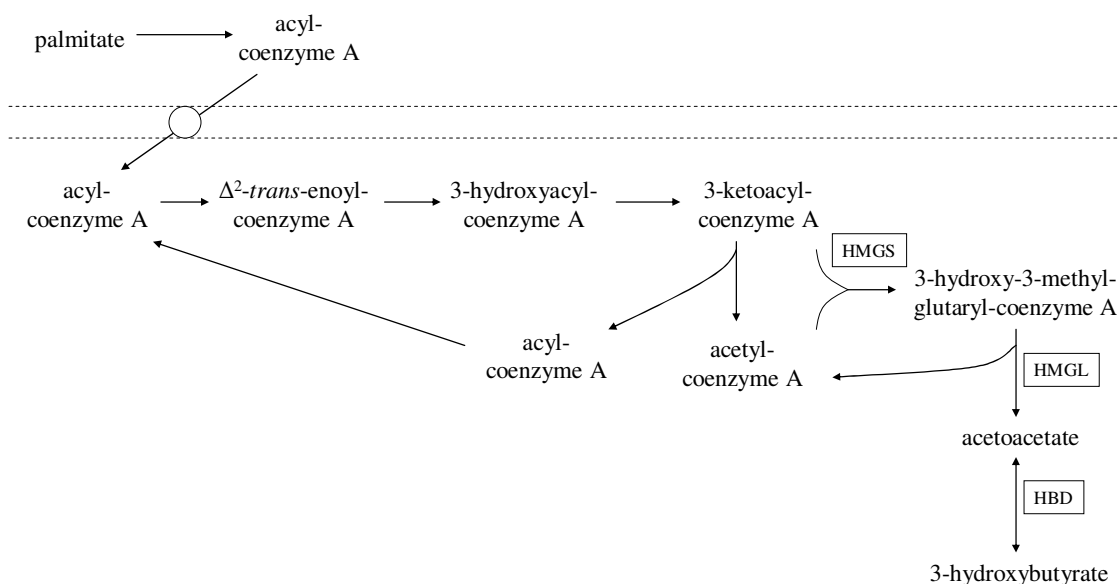 palmitate
acyl-
coenzyme A
acyl-
coenzyme A
Δ²-trans-enoyl-
coenzyme A
3-hydroxyacyl-
coenzyme A
3-ketoacyl-
coenzyme A
HMGS
3-hydroxy-3-methyl-
glutaryl-coenzyme A
acyl-
coenzyme A
acetyl-
coenzyme A
HMGL
acetoacetate
HBD
3-hydroxybutyrate